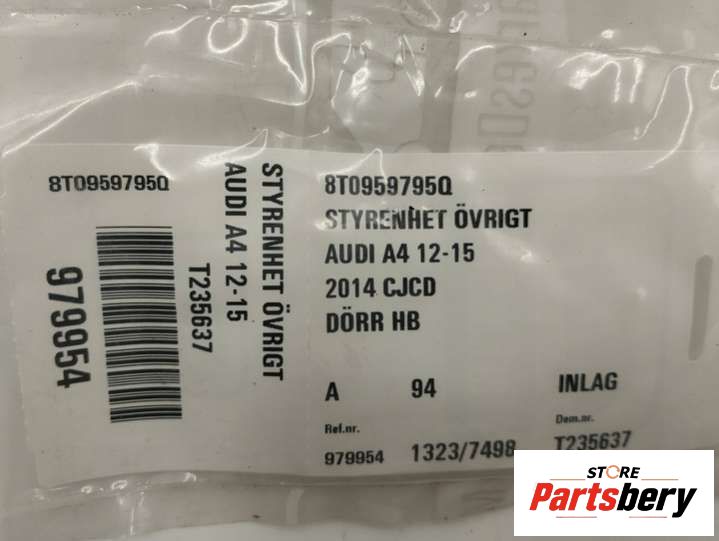 8T0959795Q
979954
T235637
AUDI A4 12-15
STYRENHET ÖVRIGT
8T0959795Q
STYRENHET ÖVRIGT
AUDI A4 12-15
2014 CJCD
DÖRR HB
A 94 INLAG
Ref.nr. Dem.nr.
979954 1323/7498 T235637
STORE
Partsbery